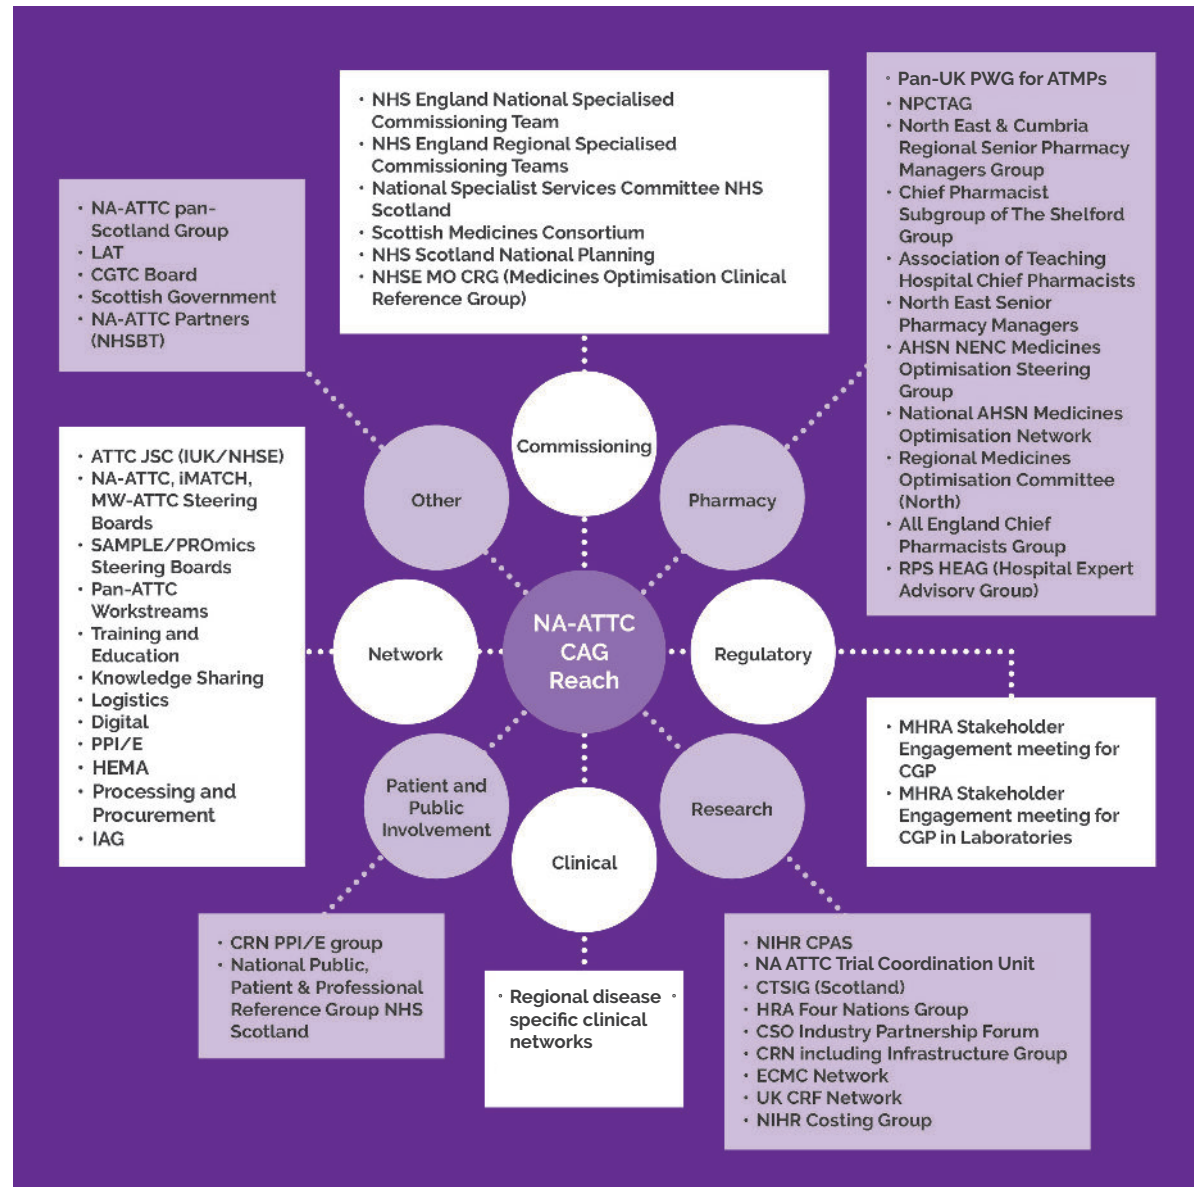 • NHS England National Specialised
Commissioning Team
• NHS England Regional Specialised
Commissioning Teams
• National Specialist Services Committee NHS
Scotland
• Scottish Medicines Consortium
• NHS Scotland National Planning
• NHSE MO CRG (Medicines Optimisation Clinical
Reference Group)
• Pan-UK PWG for ATMPs
• NPCTAG
• North East & Cumbria
Regional Senior Pharmacy
Managers Group
• Chief Pharmacist
Subgroup of The Shelford
Group
• Association of Teaching
Hospital Chief Pharmacists
• North East Senior
Pharmacy Managers
• AHSN NENC Medicines
Optimisation Steering
Group
• National AHSN Medicines
Optimisation Network
• Regional Medicines
Optimisation Committee
(North)
• All England Chief
Pharmacists Group
• RPS HEAG (Hospital Expert
Advisory Group)
• NA-ATTC pan-
Scotland Group
• LAT
• CGTC Board
• Scottish Government
• NA-ATTC Partners
(NHSBT)
Commissioning
Other
Pharmacy
• ATTC JSC (IUK/NHSE)
• NA-ATTC, iMATCH,
MW-ATTC Steering
Boards
• SAMPLE/PROmics
Steering Boards
• Pan-ATTC
Workstreams
• Training and
Education
• Knowledge Sharing
• Logistics
• Digital
• PPI/E
• HEMA
• Processing and
Procurement
• IAG
Network
NA-ATTC
CAG
Reach
Regulatory
• MHRA Stakeholder
Engagement meeting for
CGP
• MHRA Stakeholder
Engagement meeting for
CGP in Laboratories
Patient and
Public
Involvement
Clinical
Research
• CRN PPI/E group
• National Public,
Patient & Professional
Reference Group NHS
Scotland
• Regional disease •
specific clinical
networks
• NIHR CPAS
• NA ATTC Trial Coordination Unit
• CTSIG (Scotland)
• HRA Four Nations Group
• CSO Industry Partnership Forum
• CRN including Infrastructure Group
• ECMC Network
• UK CRF Network
• NIHR Costing Group